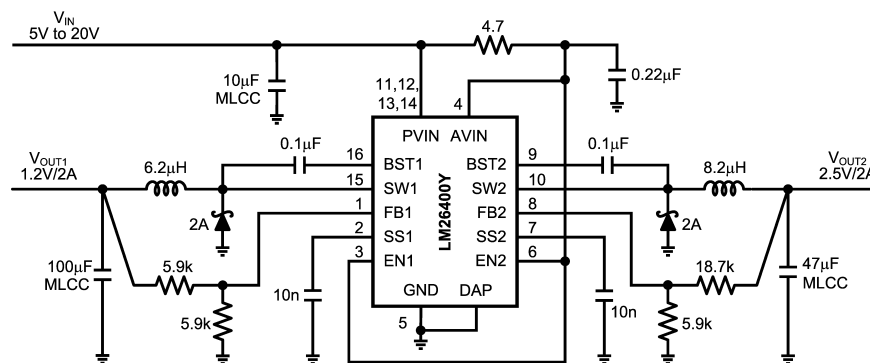 VIN
5V to 20V
4.7
10µF
MLCC
0.22µF
11,12,
13,14
4
PVIN AVIN
0.1µF
16
BST1
BST2
9
0.1µF
VOUT1
1.2V/2A
6.2µH
15
SW1
SW2
10
8.2µH
VOUT2
2.5V/2A
LM26400Y
2A
1
FB1
FB2
8
2A
2
SS1
SS2
7
3
EN1
EN2
6
100µF
MLCC
5.9k
18.7k
47µF
MLCC
GND DAP
10n
10n
5.9k
5
5.9k